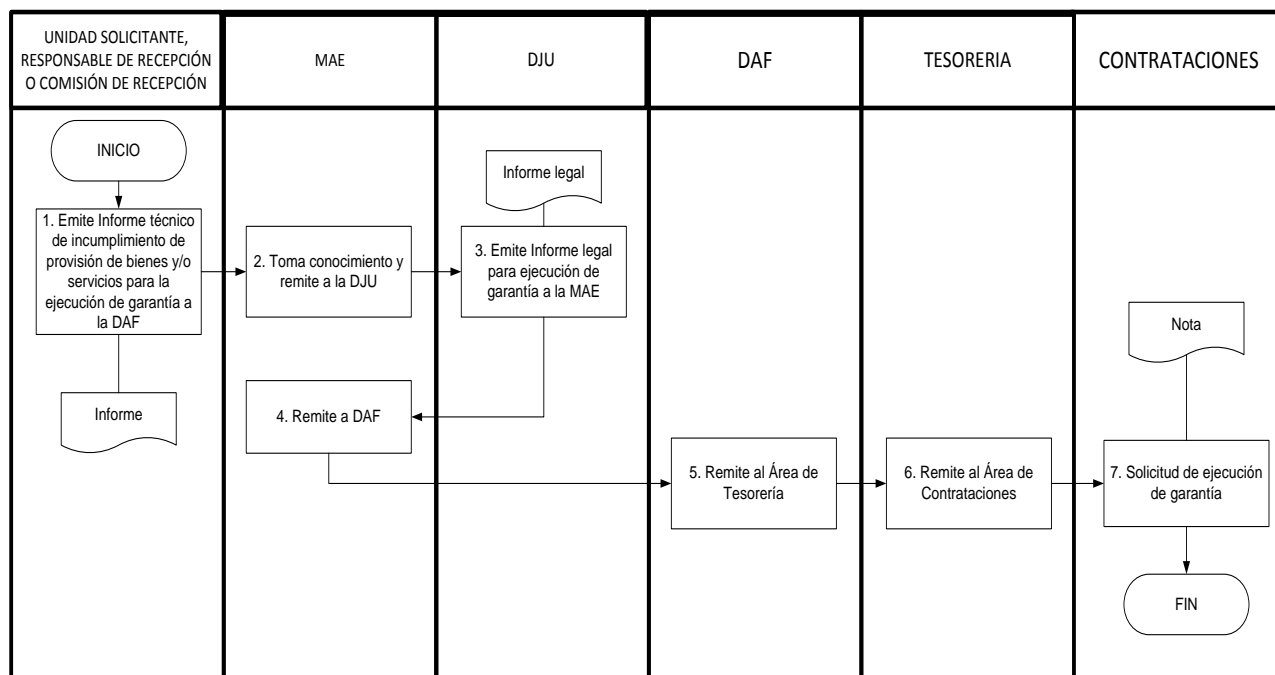 UNIDAD SOLICITANTE,
RESPONSABLE DE RECEPCIÓN
O COMISIÓN DE RECEPCIÓN
MAE
DJU
DAF
TESORERIA
CONTRATACIONES
INICIO
1. Emite Informe técnico
de incumplimiento de
provisión de bienes y/o
servicios para la
ejecución de garantía a
la DAF
Informe
2. Toma conocimiento y
remite a la DJU
Informe legal
3. Emite Informe legal
para ejecución de
garantía a la MAE
4. Remite a DAF
5. Remite al Área de
Tesorería
6. Remite al Área de
Contrataciones
Nota
7. Solicitud de ejecución
de garantía
FIN